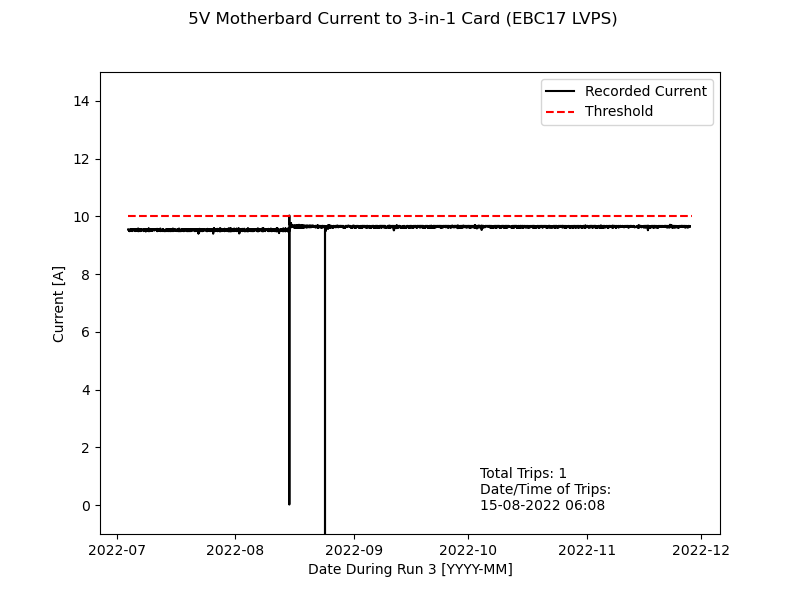 5V Motherbard Current to 3-in-1 Card (EBC17 LVPS)
Recorded Current
Threshold
14
12
10
8
6
4
2
0
Current [A]
Total Trips: 1
Date/Time of Trips:
15-08-2022 06:08
2022-07
2022-08
2022-09
2022-10
2022-11
2022-12
Date During Run 3 [YYYY-MM]